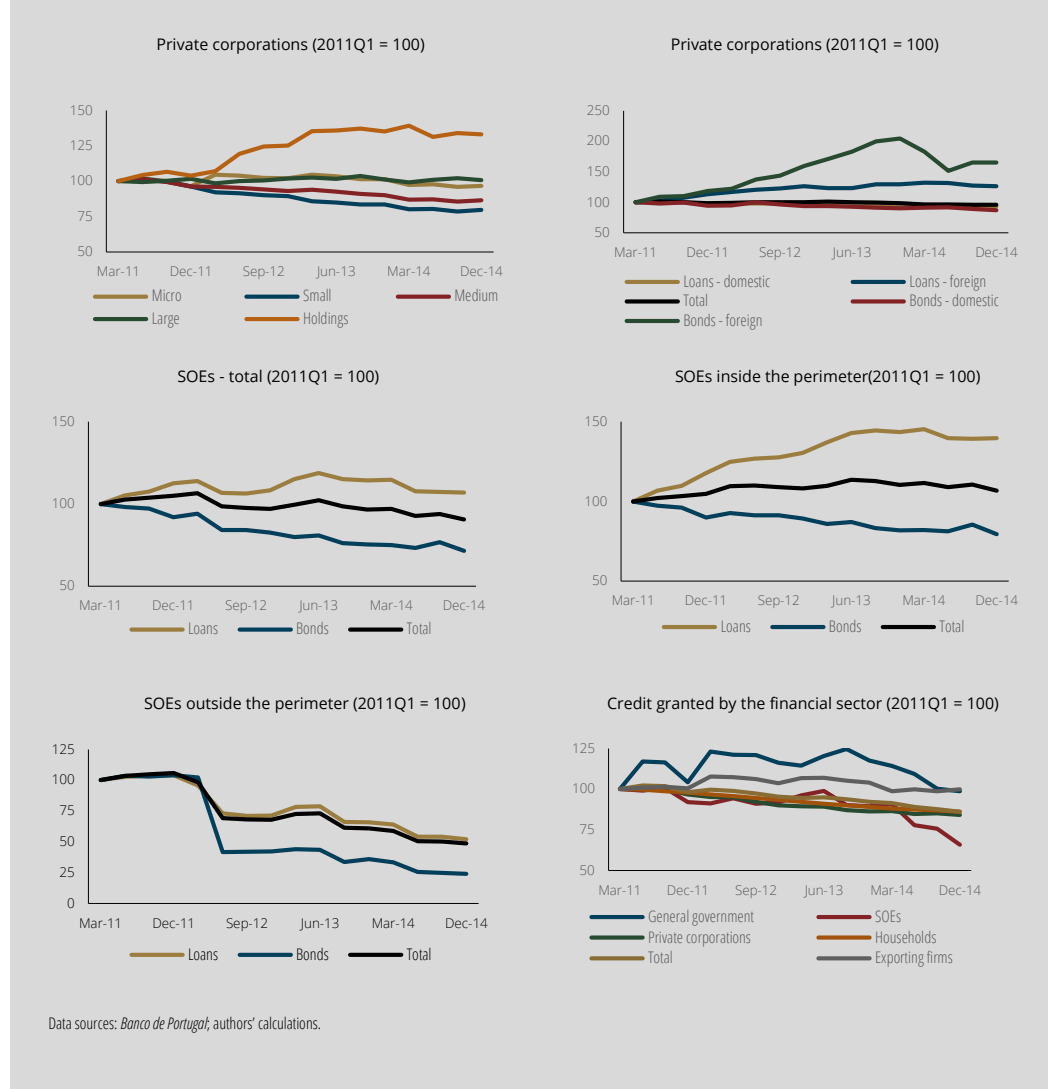 Private corporations (2011Q1 = 100)
150
125
100
75
50
Mar-11 Dec-11 Sep-12 Jun-13 Mar-14 Dec-14
Micro Small Medium
Large Holdings
Private corporations (2011Q1 = 100)
250
200
150
100
50
Mar-11 Dec-11 Sep-12 Jun-13 Mar-14 Dec-14
Loans - domestic Loans - foreign
Total Bonds - domestic
Bonds - foreign
SOEs - total (2011Q1 = 100)
150
100
50
Mar-11 Dec-11 Sep-12 Jun-13 Mar-14 Dec-14
Loans Bonds Total
SOEs inside the perimeter(2011Q1 = 100)
150
100
50
Mar-11 Dec-11 Sep-12 Jun-13 Mar-14 Dec-14
Loans Bonds Total
SOEs outside the perimeter (2011Q1 = 100)
125
100
75
50
25
0
Mar-11 Dec-11 Sep-12 Jun-13 Mar-14 Dec-14
Loans Bonds Total
Credit granted by the financial sector (2011Q1 = 100)
125
100
75
50
Mar-11 Dec-11 Sep-12 Jun-13 Mar-14 Dec-14
General government SOEs
Private corporations Households
Total Exporting firms
Data sources: Banco de Portugal; authors’ calculations.